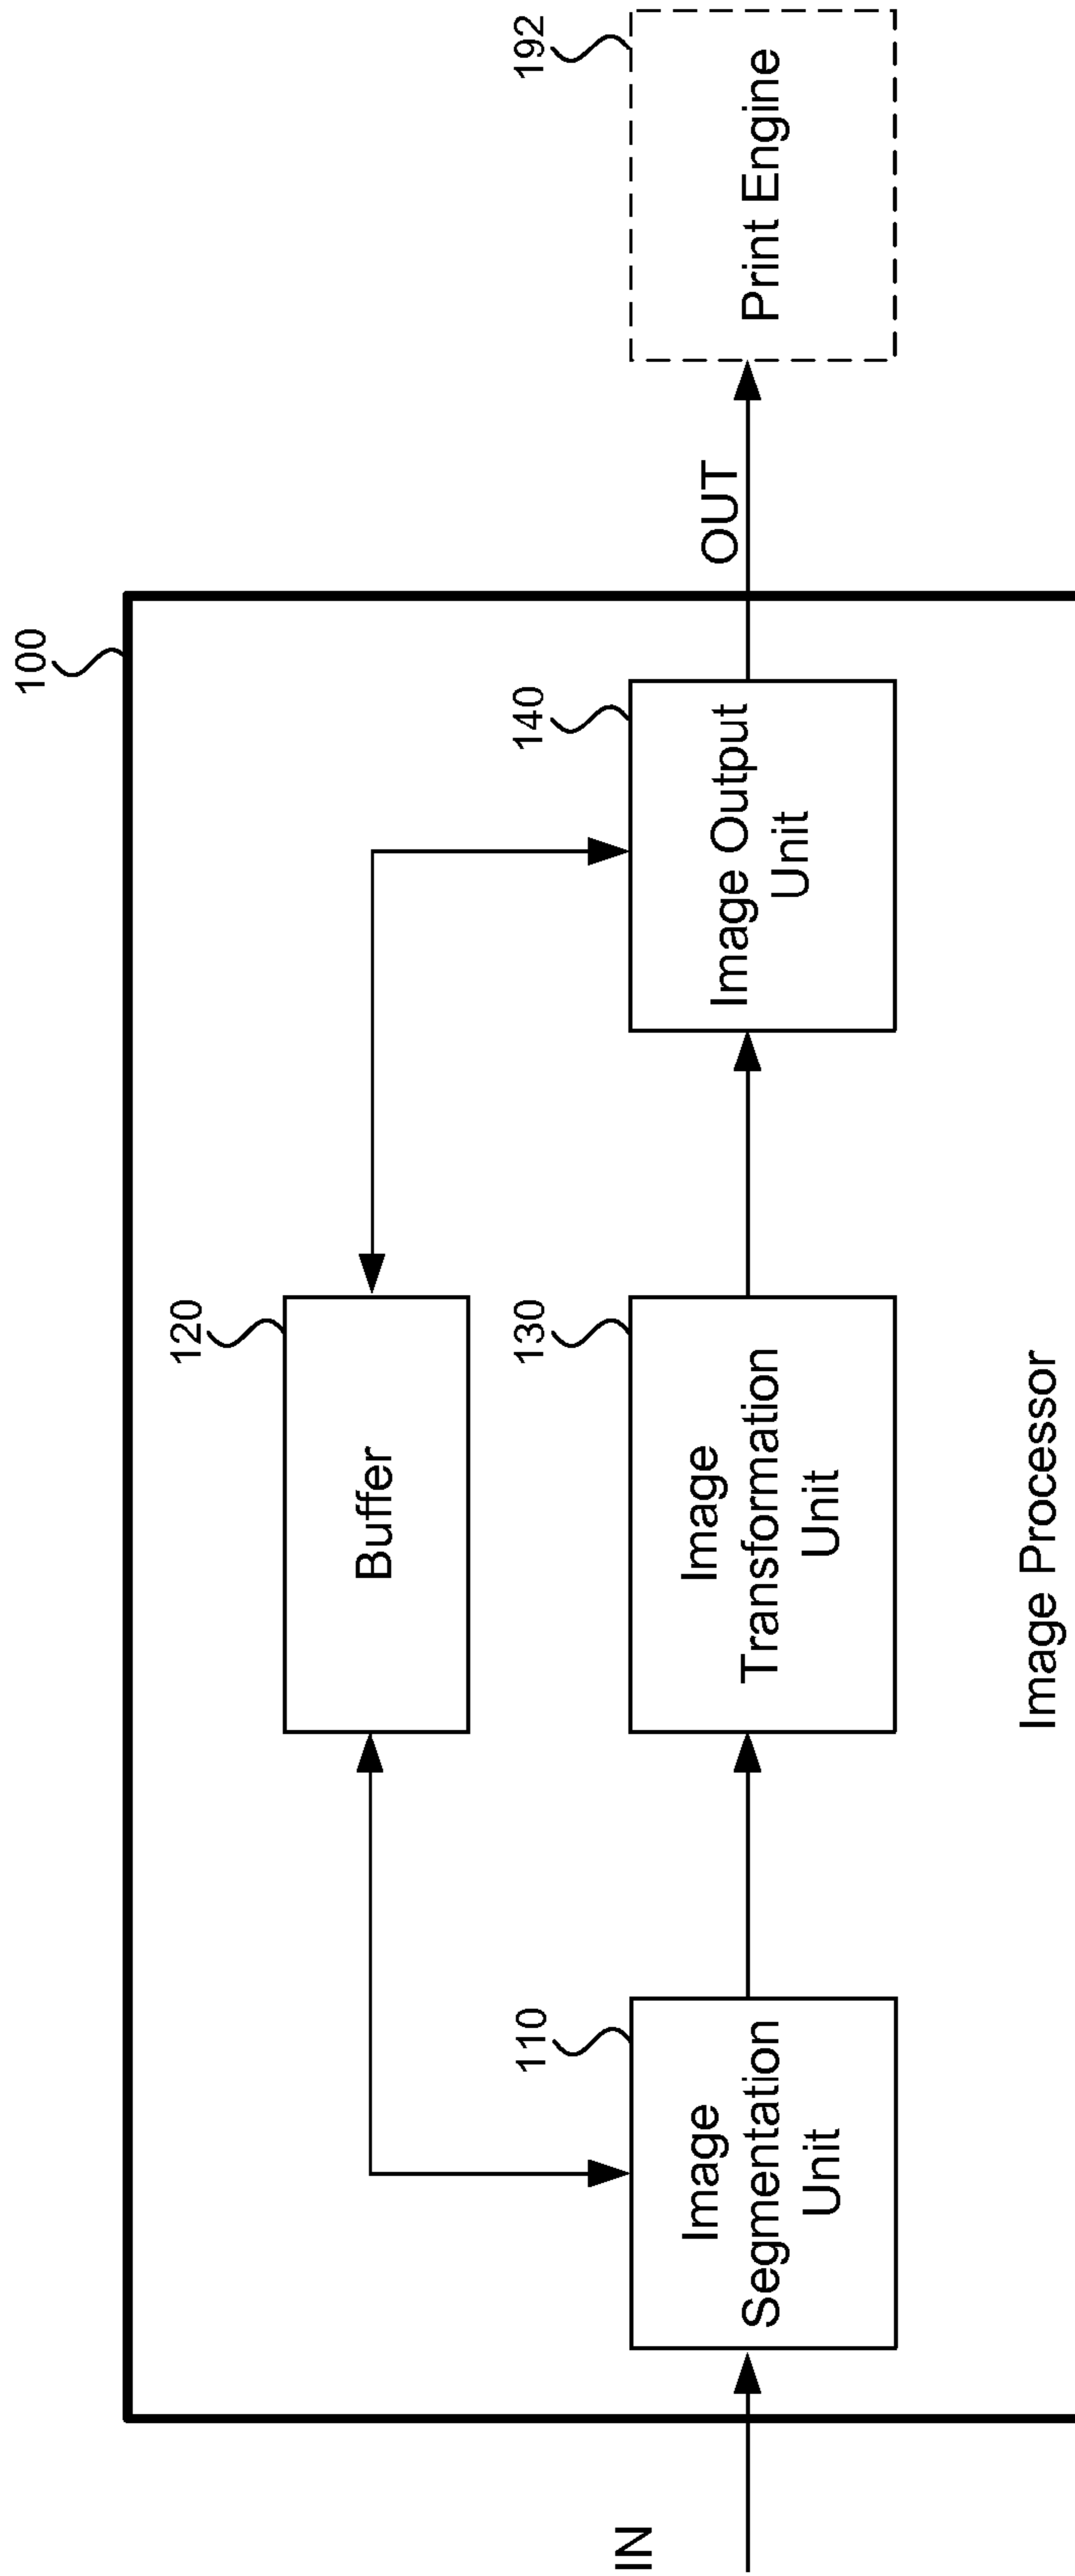 100
120
Buffer
110
Image
Segmentation
Unit
130
Image
Transformation
Unit
140
Image Output
Unit
192
Print Engine
IN
OUT
Image Processor